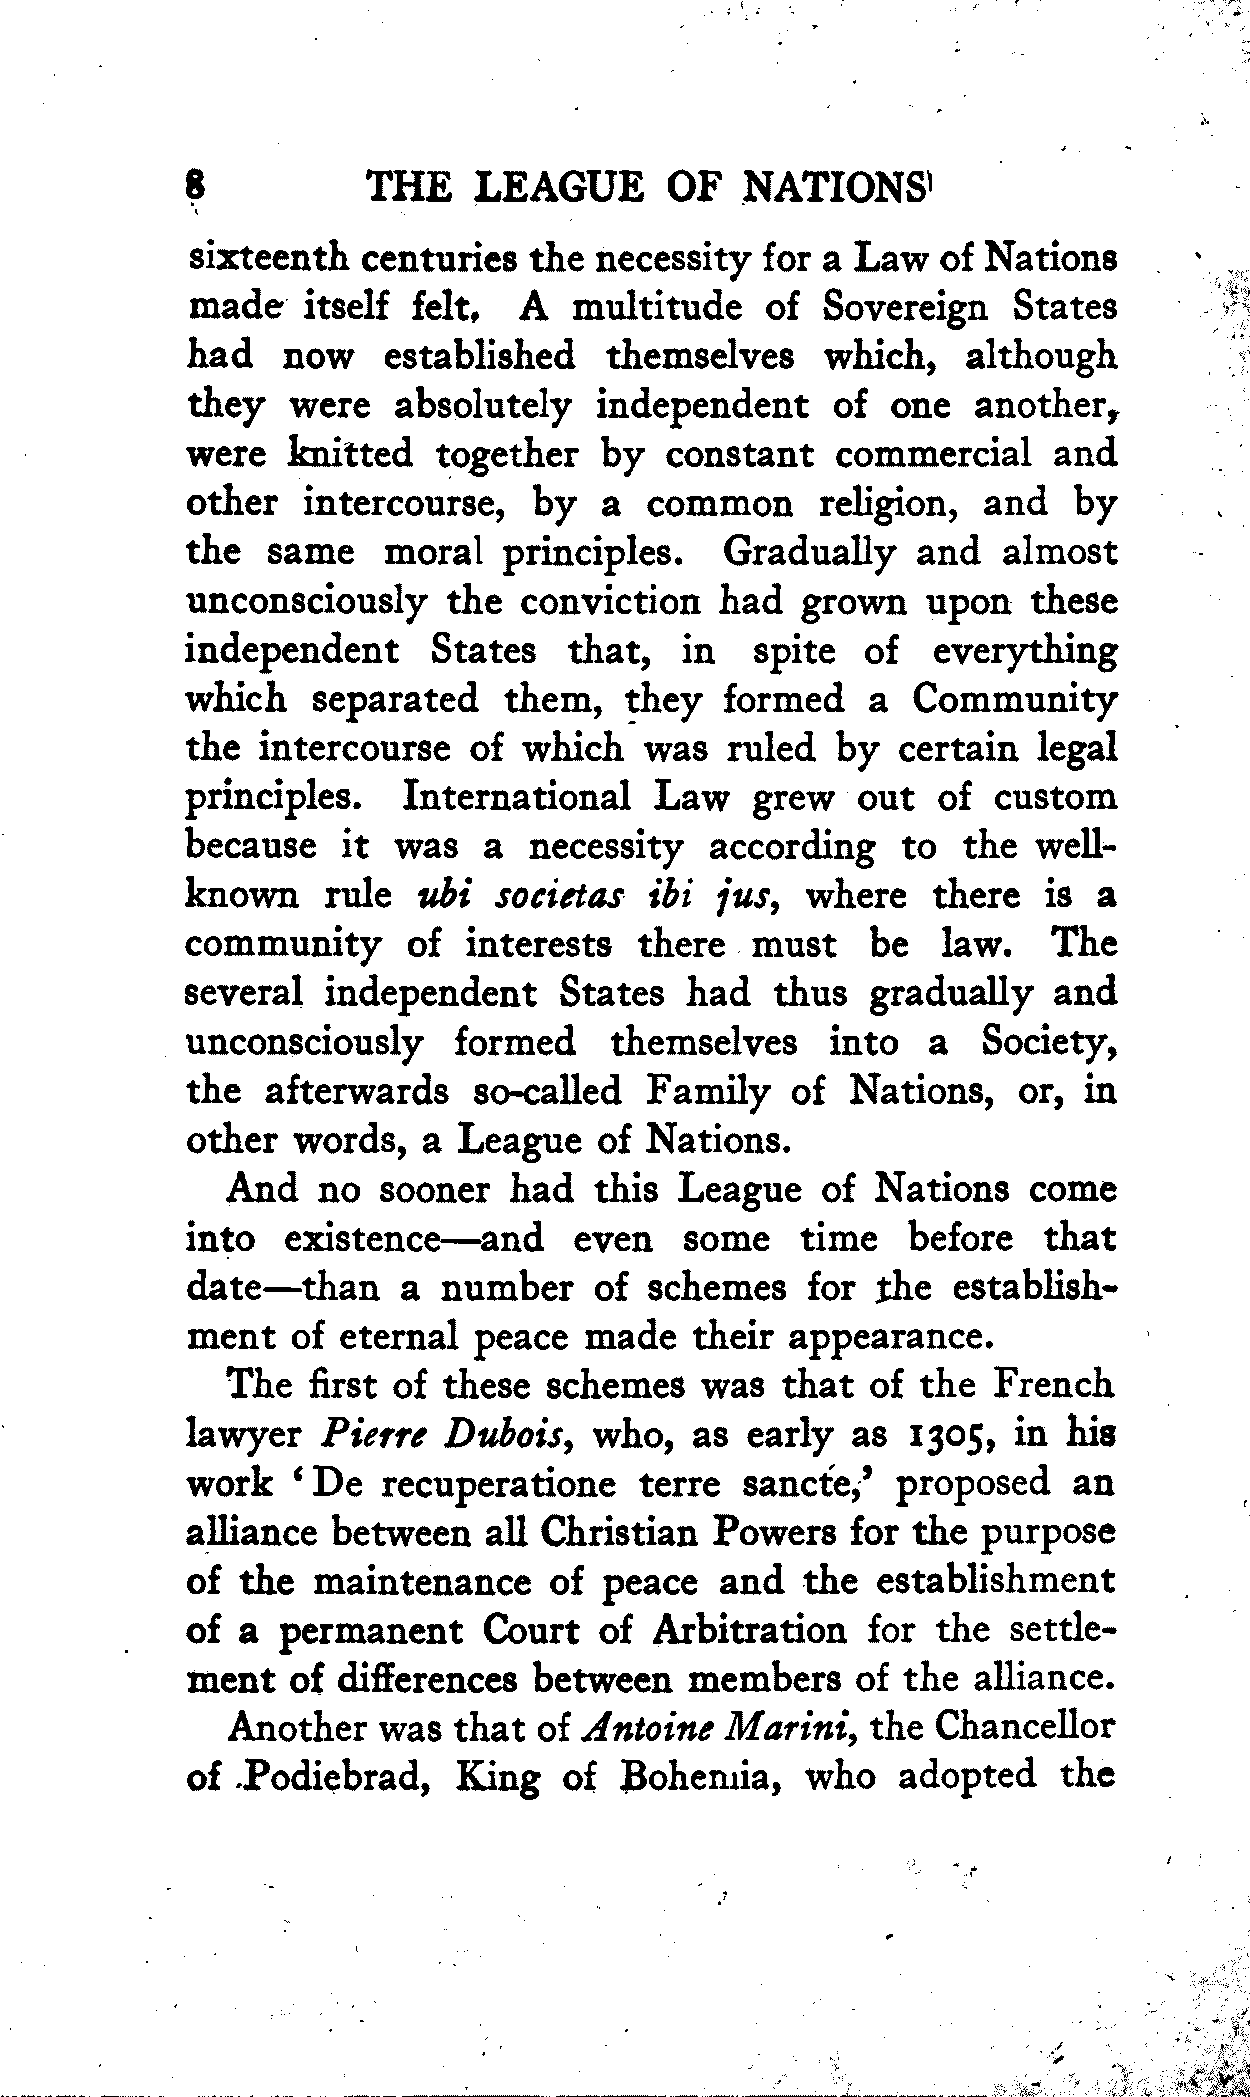 8 THE LEAGUE OF NATIONS
sixteenth centuries the necessity for a Law of Nations
made itself felt. A multitude of Sovereign States
had now established themselves which, although
they were absolutely independent of one another,
were knitted together by constant commercial and
other intercourse, by a common religion, and by
the same moral principles. Gradually and almost
unconsciously the conviction had grown upon these
independent States that, in spite of everything
which separated them, they formed a Community
the intercourse of which was ruled by certain legal
principles. International Law grew out of custom
because it was a necessity according to the well-
known rule ubi societas ibi jus, where there is a
community of interests there must be law. The
several independent States had thus gradually and
unconsciously formed themselves into a Society,
the afterwards so-called Family of Nations, or, in
other words, a League of Nations.
And no sooner had this League of Nations come
into existence—and even some time before that
date—than a number of schemes for the establish-
ment of eternal peace made their appearance.
The first of these schemes was that of the French
lawyer Pierre Dubois, who, as early as 1305, in his
work ‘De recuperatione terre sancte,’ proposed an
alliance between all Christian Powers for the purpose
of the maintenance of peace and the establishment
of a permanent Court of Arbitration for the settle-
ment of differences between members of the alliance.
Another was that of Antoine Marini, the Chancellor
of Podiebrad, King of Bohemia, who adopted the